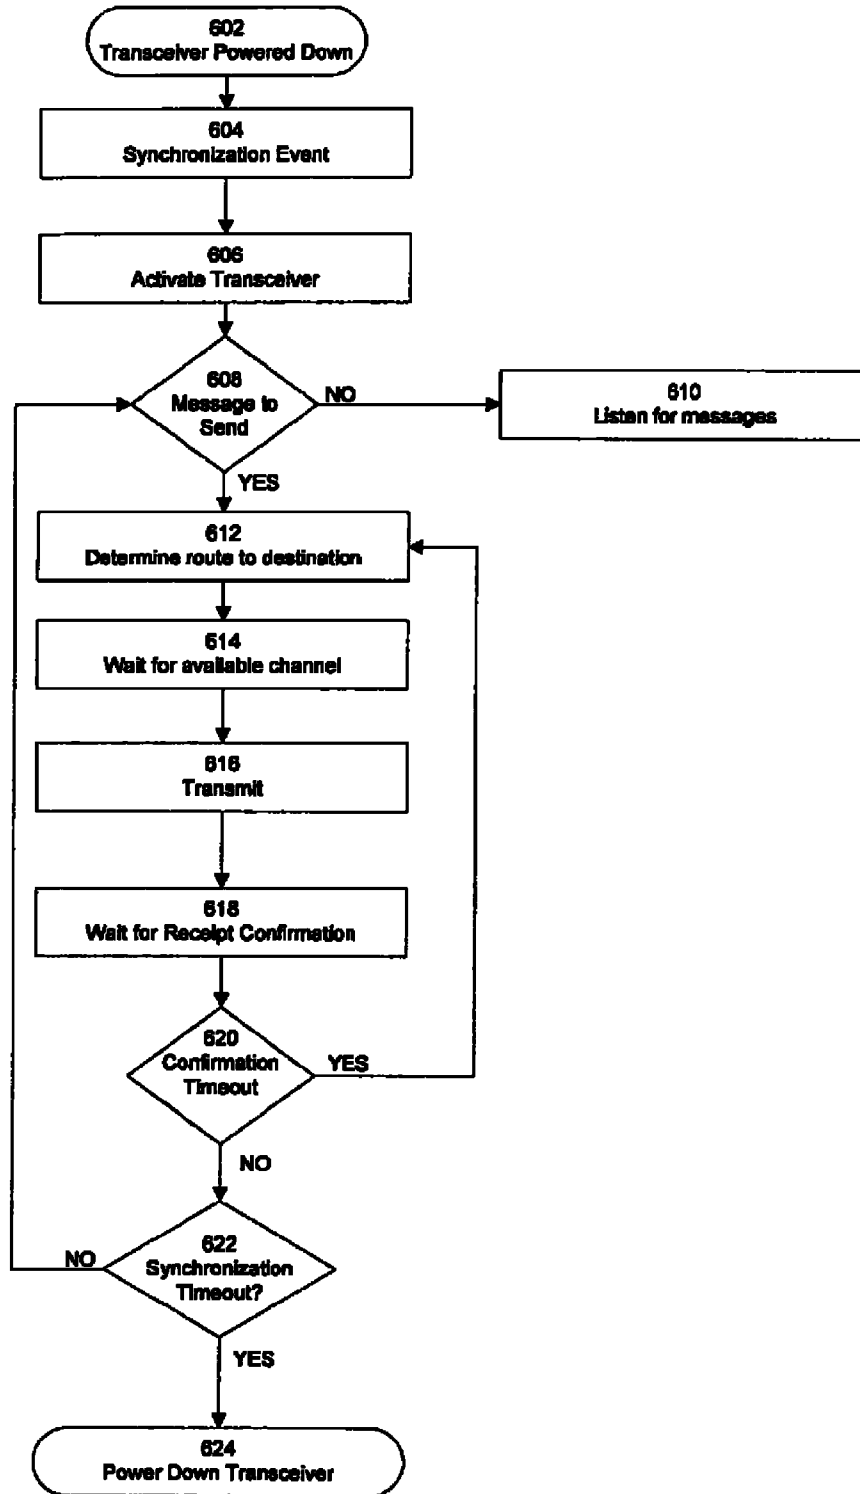 602
Transceiver Powered Down
604
Synchronization Event
606
Activate Transceiver
608
Message to
Send
NO
610
Listen for messages
YES
612
Determine route to destination
614
Wait for available channel
616
Transmit
618
Wait for Receipt Confirmation
620
Confirmation
Timeout
YES
NO
622
Synchronization
Timeout?
NO
YES
624
Power Down Transceiver